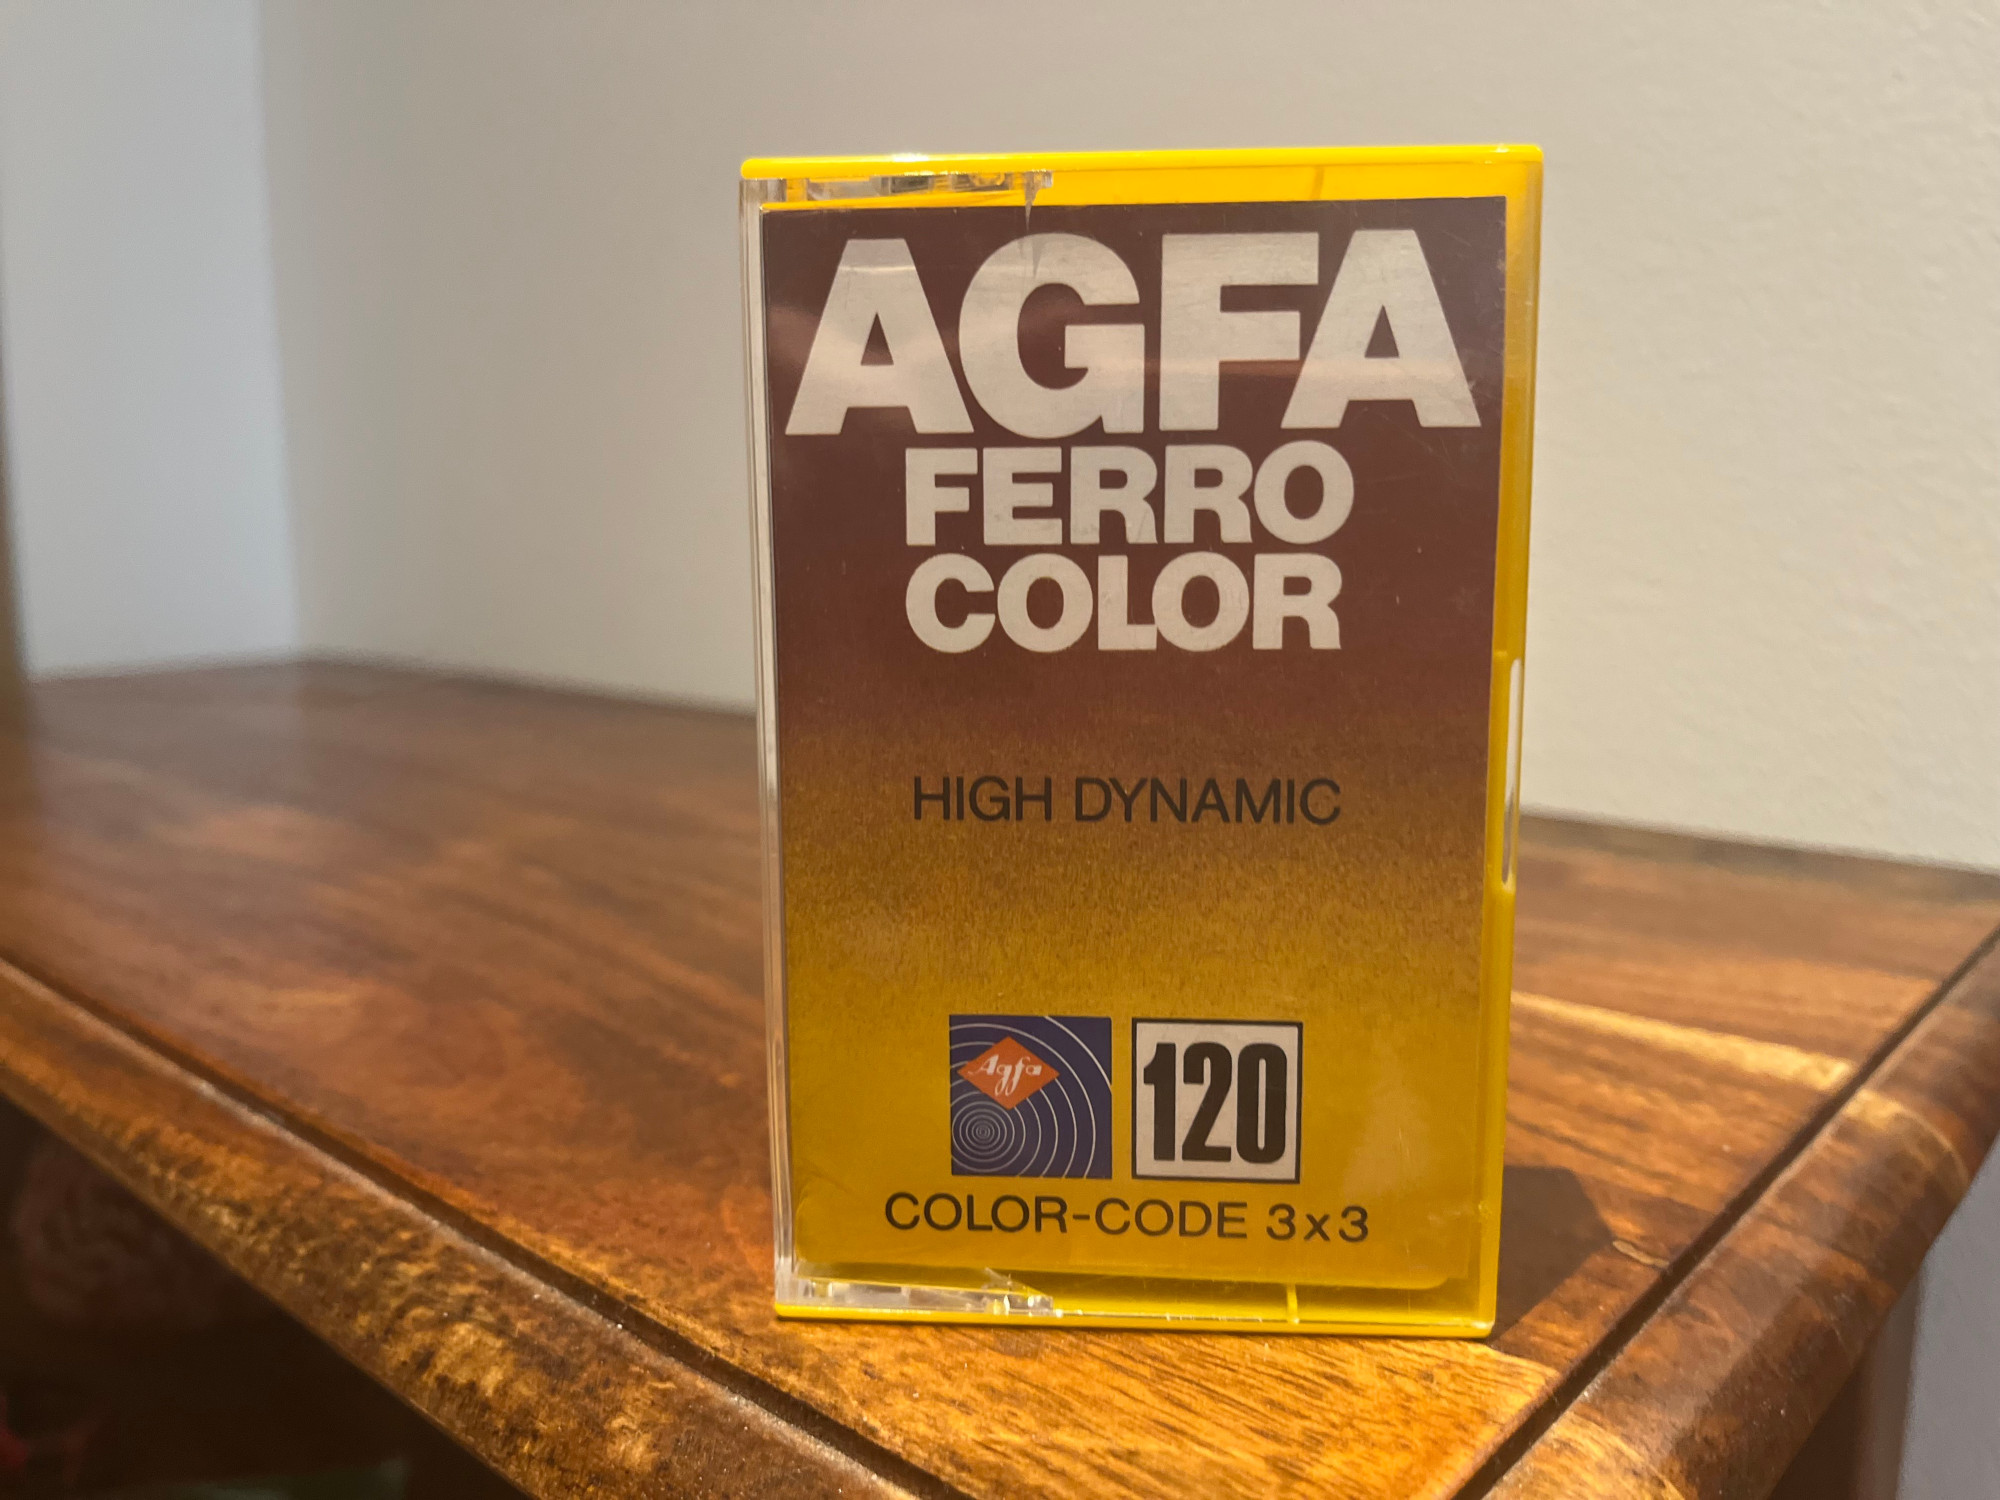 AGFA
FERRO
COLOR
HIGH DYNAMIC
Agfa
120
COLOR-CODE 3x3